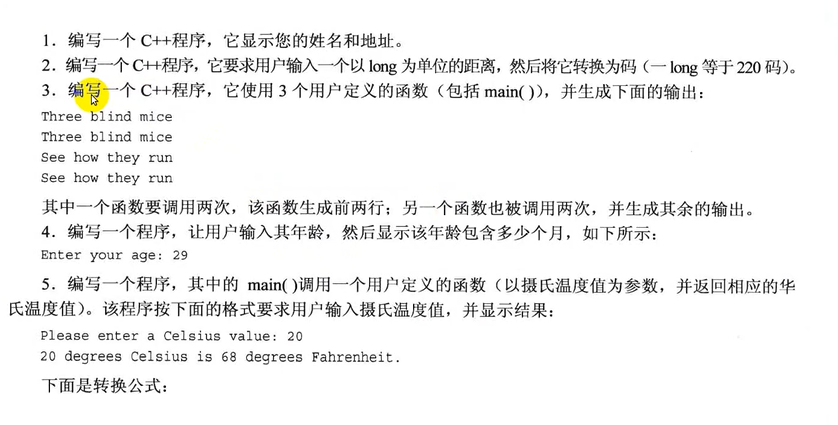 1．编写一个 C++程序，它显示您的姓名和地址。
2．编写一个C++程序，它要求用户输入一个以 long 为单位的距离，然后将它转换为码（一 long 等于 220 码）。
3．编写一个 C++程序，它使用 3 个用户定义的函数（包括 main( )），并生成下面的输出：
Three blind mice
Three blind mice
See how they run
See how they run
其中一个函数要调用两次，该函数生成前两行；另一个函数也被调用两次，并生成其余的输出。
4．编写一个程序，让用户输入其年龄，然后显示该年龄包含多少个月，如下所示：
Enter your age: 29
5．编写一个程序，其中的 main( )调用一个用户定义的函数（以摄氏温度值为参数，并返回相应的华
氏温度值）。该程序按下面的格式要求用户输入摄氏温度值，并显示结果：
Please enter a Celsius value: 20
20 degrees Celsius is 68 degrees Fahrenheit.
下面是转换公式：